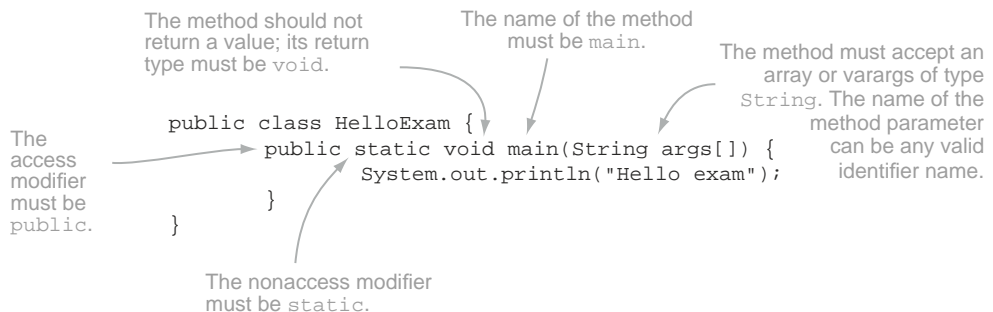 The method should not
return a value; its return
type must be void.
The name of the method
must be main.
The method must accept an
array or varargs of type
String. The name of the
method parameter
can be any valid
identifier name.
The
access
modifier
must be
public.
public class HelloExam {
public static void main(String args[]) {
System.out.println("Hello exam");
}
}
The nonaccess modifier
must be static.